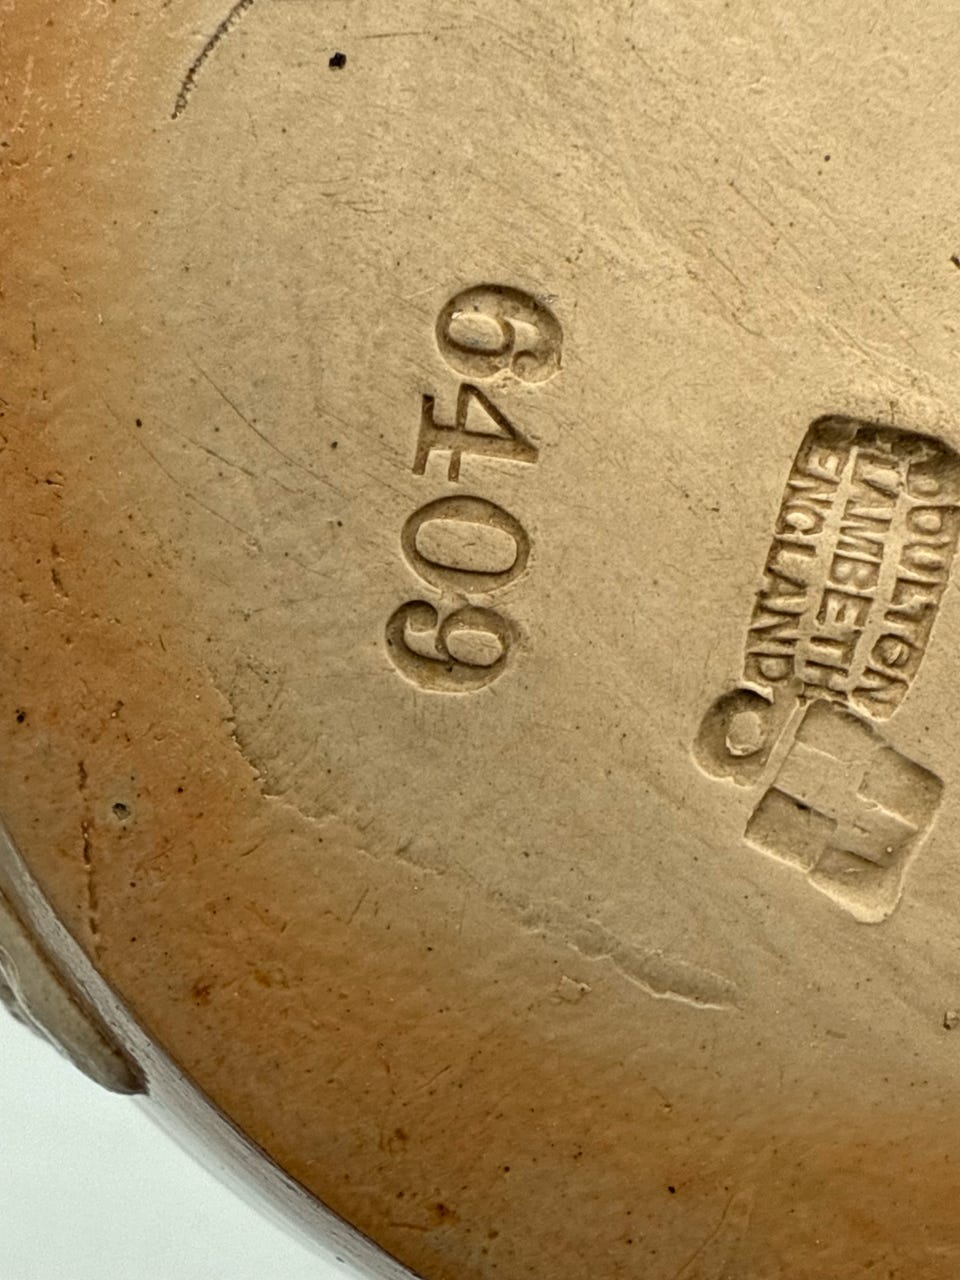 6409
DOULTON
LAMBETH
ENGLAND